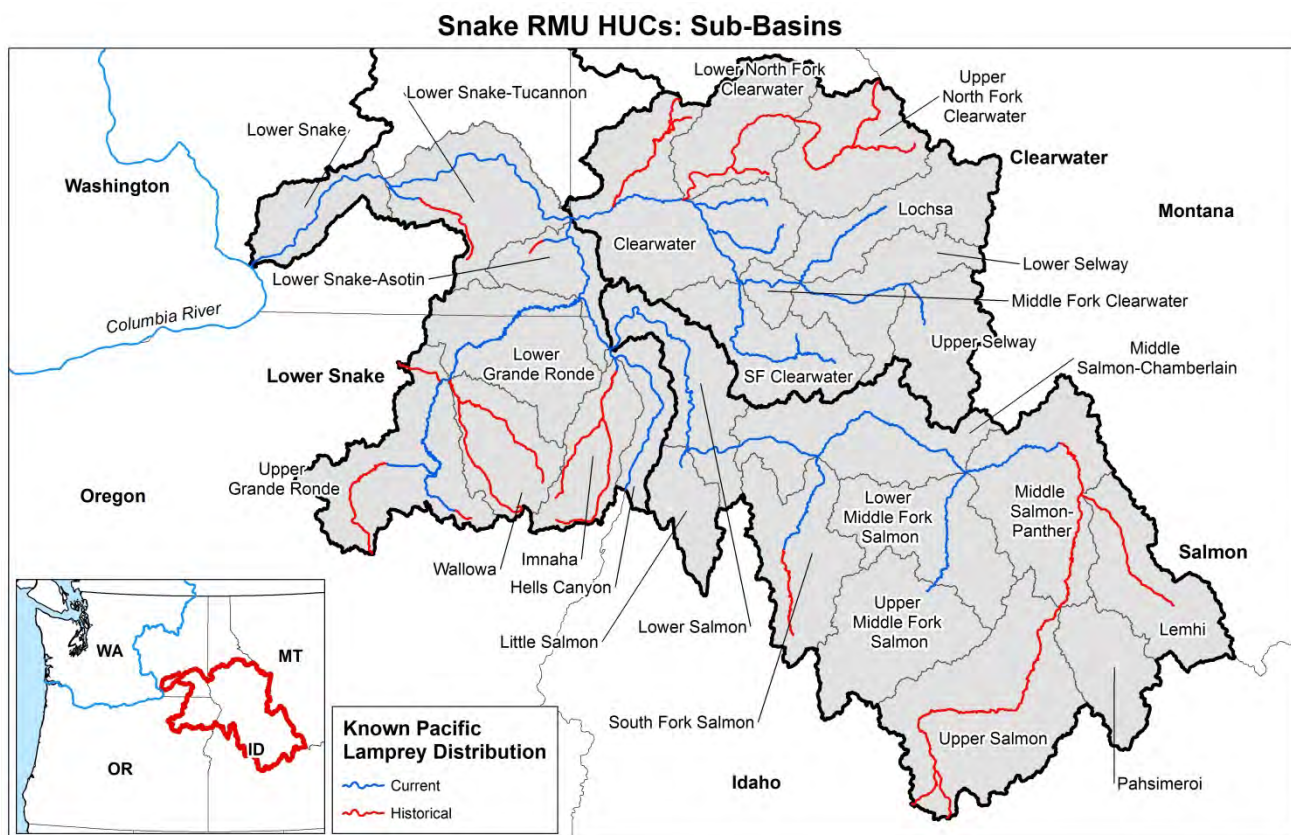 Snake RMU HUCs: Sub-Basins
Lower North Fork
Clearwater
Upper
North Fork
Clearwater
Lower Snake-Tucannon
Lower Snake
Clearwater
Washington
Montana
Lochsa
Clearwater
Lower Selway
Lower Snake-Asotin
Middle Fork Clearwater
Columbia River
Upper Selway
Middle
Salmon-Chamberlain
Lower
Grande Ronde
Lower Snake
SF Clearwater
Upper
Grande Ronde
Oregon
Lower
Middle Fork
Salmon
Middle
Salmon-
Panther
Salmon
Wallowa
Imnaha
Hells Canyon
Little Salmon
Lower Salmon
Upper
Middle Fork
Salmon
Lemhi
South Fork Salmon
Upper Salmon
Pahsimeroi
Idaho
WA
MT
OR
ID
Known Pacific
Lamprey Distribution
Current
Historical